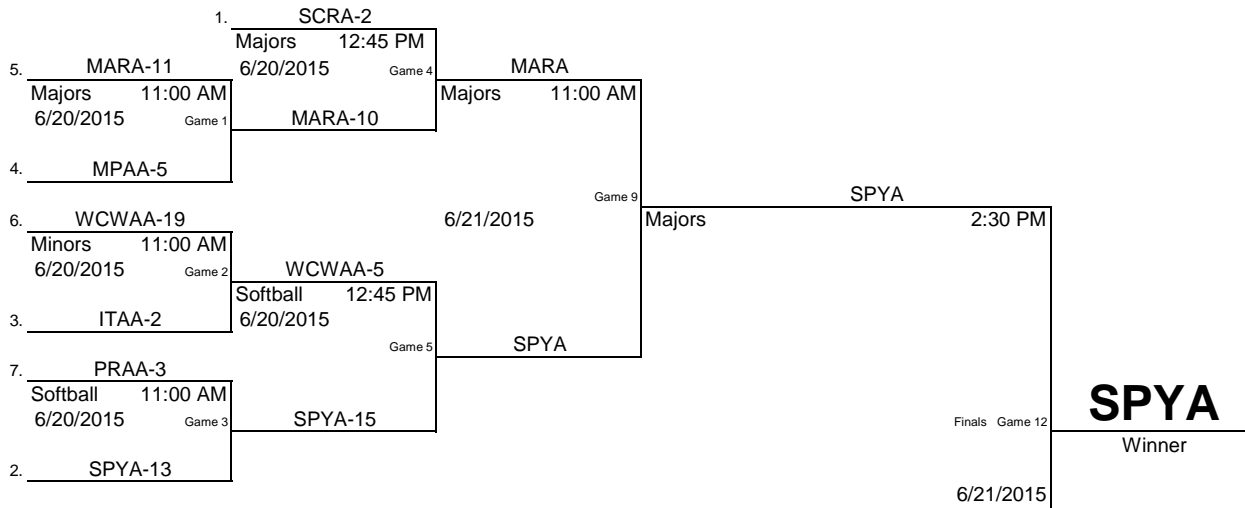 1. SCRA-2
Majors 12:45 PM
5. MARA-11 6/20/2015 Game 4 MARA
Majors 11:00 AM Majors 11:00 AM
6/20/2015 Game 1 MARA-10
4. MPAA-5
Game 9 SPYA
6. WCWAA-19 6/21/2015 Majors 2:30 PM
Minors 11:00 AM
6/20/2015 Game 2 WCWAA-5
Softball 12:45 PM
3. ITAA-2 6/20/2015
Game 5 SPYA
7. PRAA-3
Softball 11:00 AM SPYA
6/20/2015 Game 3 SPYA-15 Finals Game 12
Winner
2. SPYA-13
6/21/2015